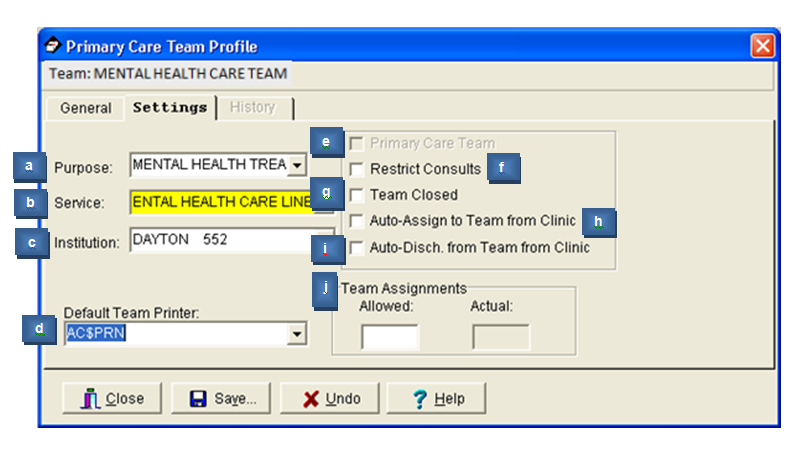 Primary Care Team Profile
Team: MENTAL HEALTH CARE TEAM
General Settings History
e Primary Care Team
a Purpose: MENTAL HEALTH TREA
Restrict Consults f
g Team Closed
b Service: ENTAL HEALTH CARE LINE
Auto-Assign to Team from Clinic h
c Institution: DAYTON 552
i Auto-Disch. from Team from Clinic
j Team Assignments
Allowed: Actual:
Default Team Printer:
d AC$PRN
Close Save... Undo Help